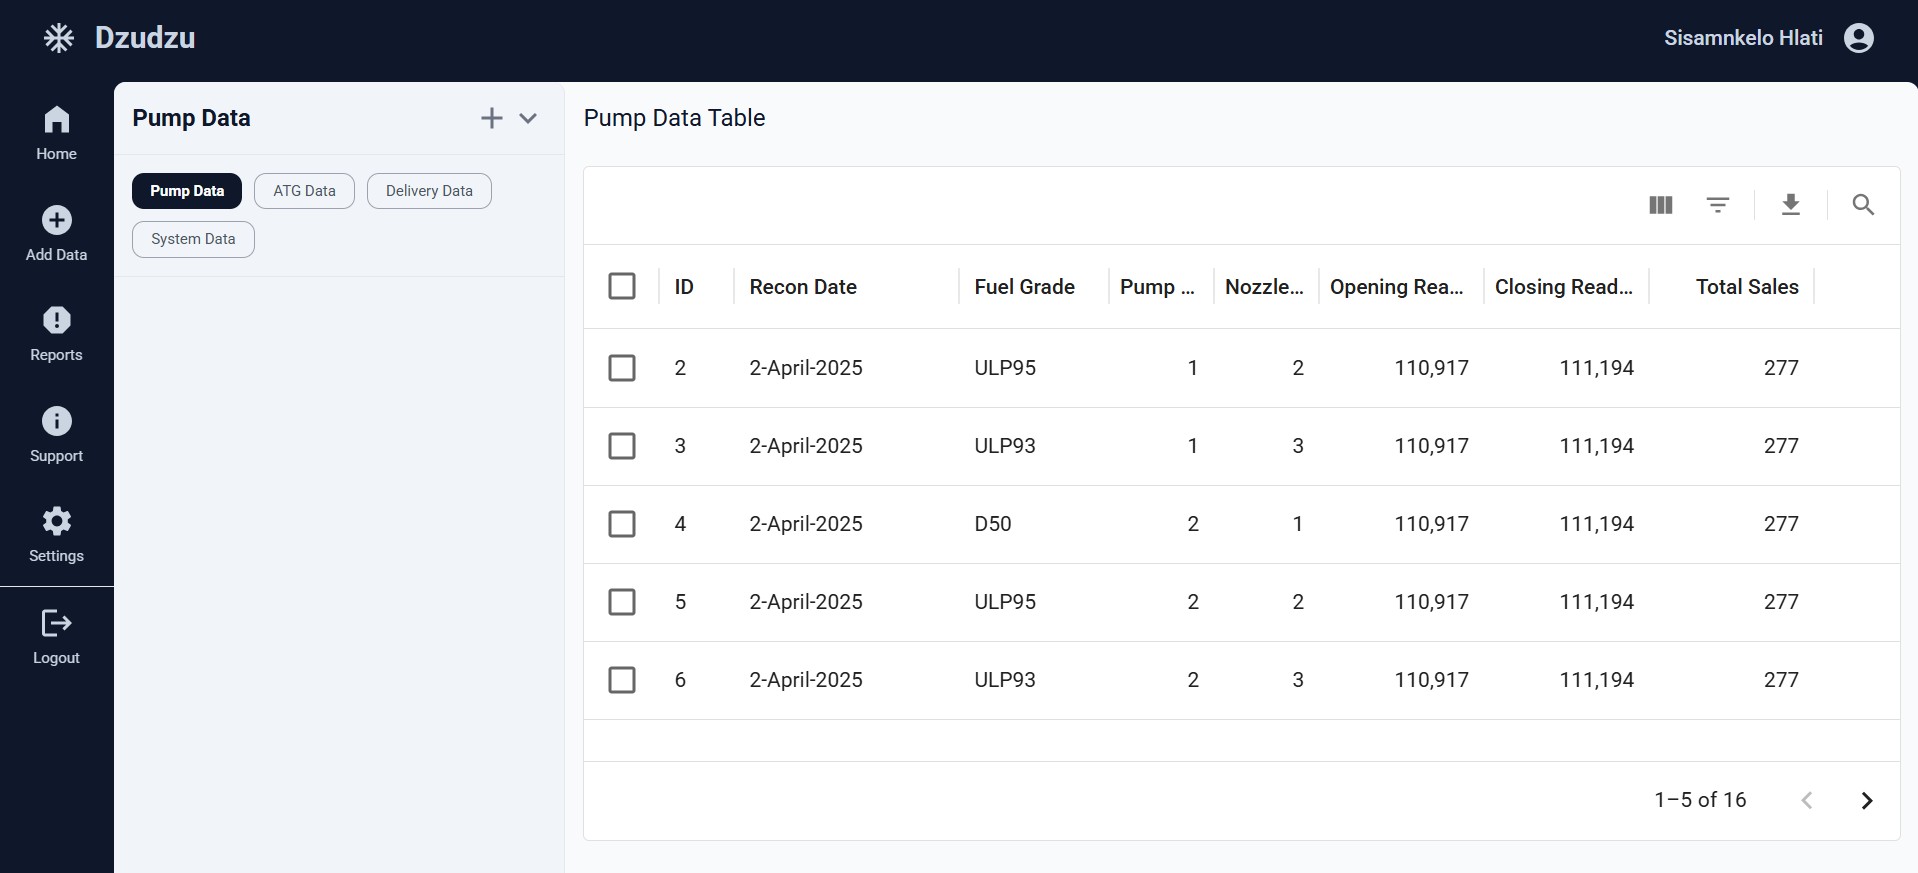 Dzudzu
Sisamnkelo Hlati
Home
Add Data
Reports
Support
Settings
Logout
Pump Data
Pump Data ATG Data Delivery Data
System Data
Pump Data Table
ID Recon Date Fuel Grade Pump ... Nozzle... Opening Rea... Closing Read... Total Sales
2 2-April-2025 ULP95 1 2 110,917 111,194 277
3 2-April-2025 ULP93 1 3 110,917 111,194 277
4 2-April-2025 D50 2 1 110,917 111,194 277
5 2-April-2025 ULP95 2 2 110,917 111,194 277
6 2-April-2025 ULP93 2 3 110,917 111,194 277
1–5 of 16